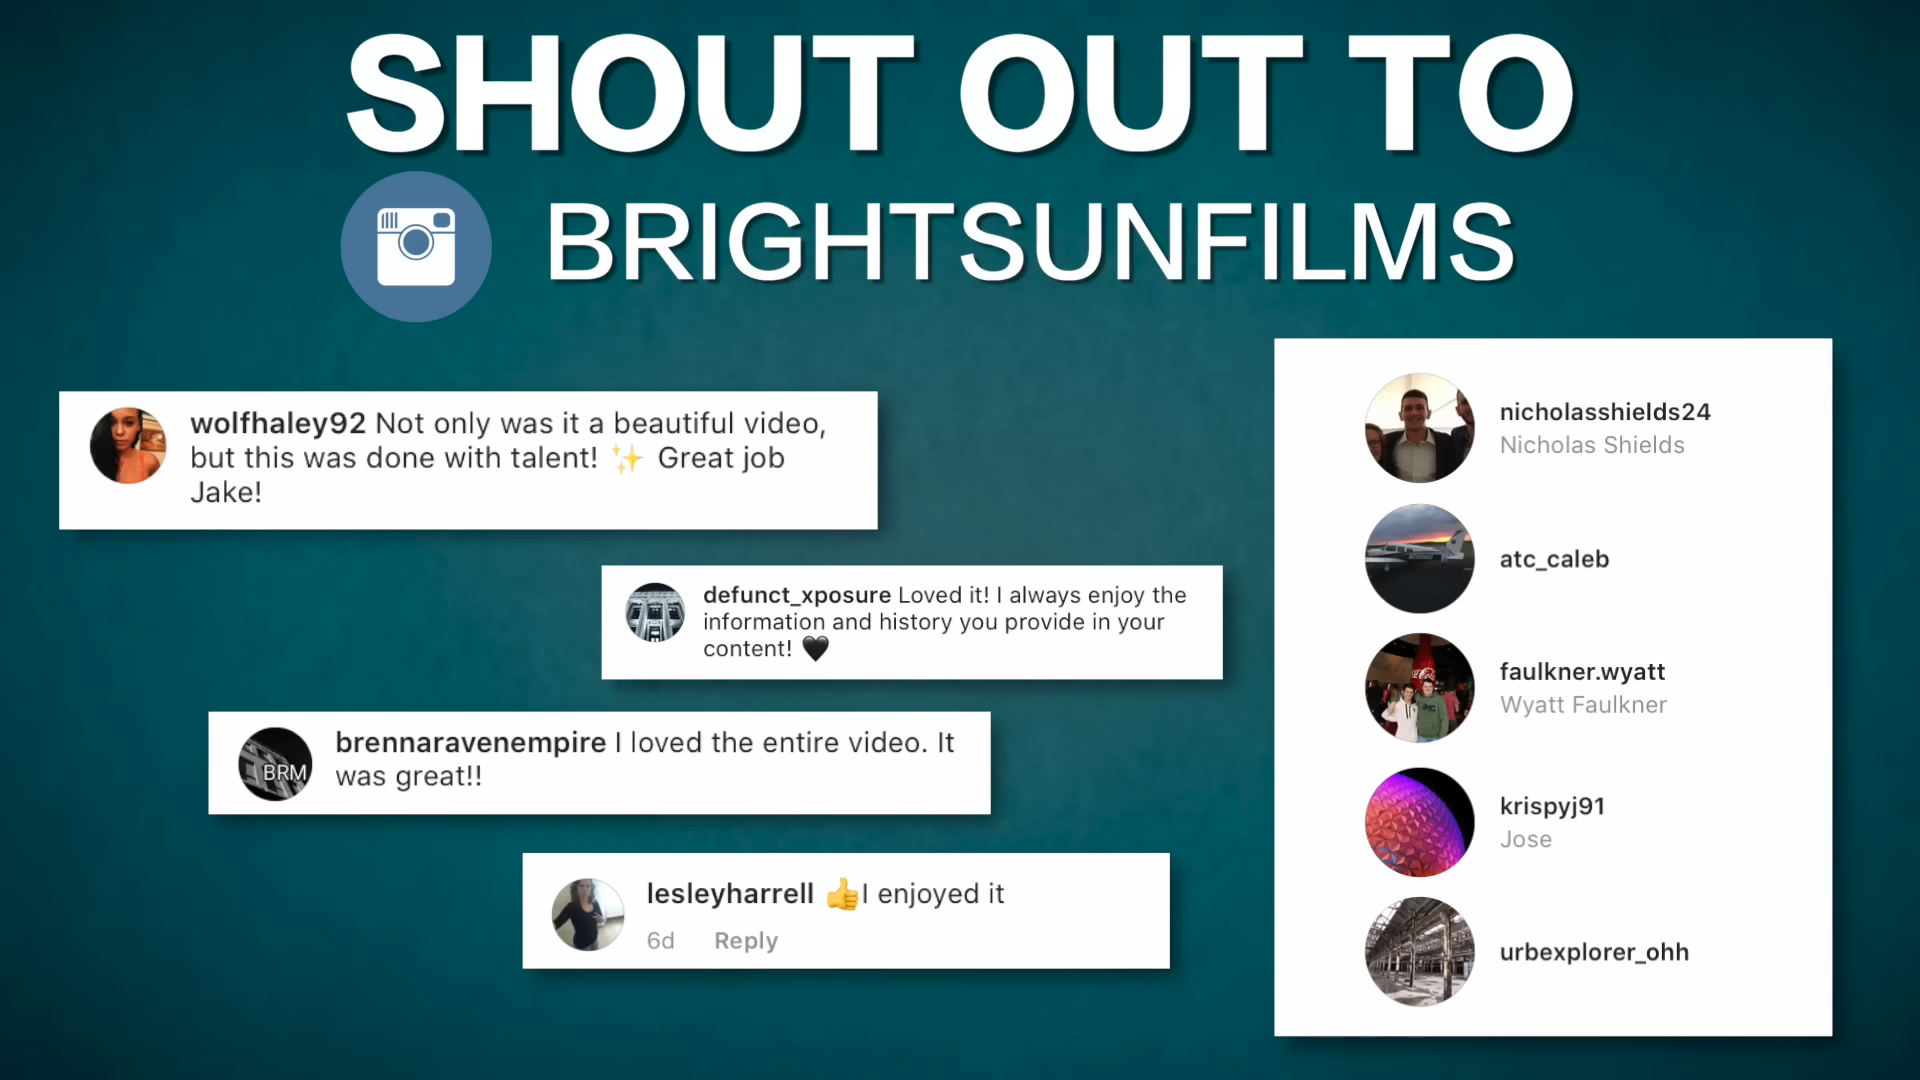 SHOUT OUT TO
BRIGHTSUNFILMS
wolfhaley92 Not only was it a beautiful video,
but this was done with talent! ✨ Great job
Jake!
defunct_xposure Loved it! I always enjoy the
information and history you provide in your
content! 🖤
BRM
brennaravenempire I loved the entire video. It
was great!!
lesleyharrell 👍I enjoyed it
6d Reply
nicholasshields24
Nicholas Shields
atc_caleb
faulkner.wyatt
Wyatt Faulkner
krispyj91
Jose
urbexplorer_ohh